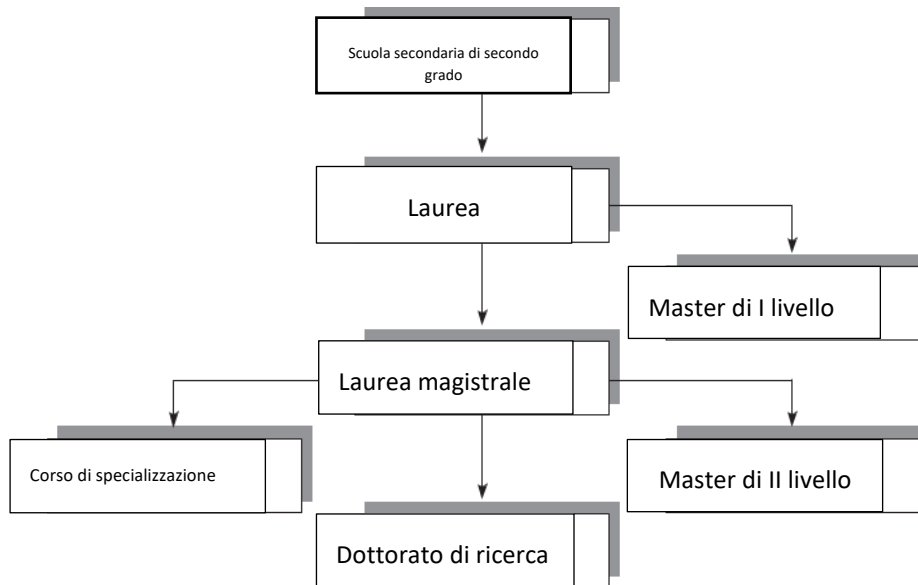 Scuola secondaria di secondo
grado
Laurea
Master di I livello
Laurea magistrale
Corso di specializzazione
Master di II livello
Dottorato di ricerca